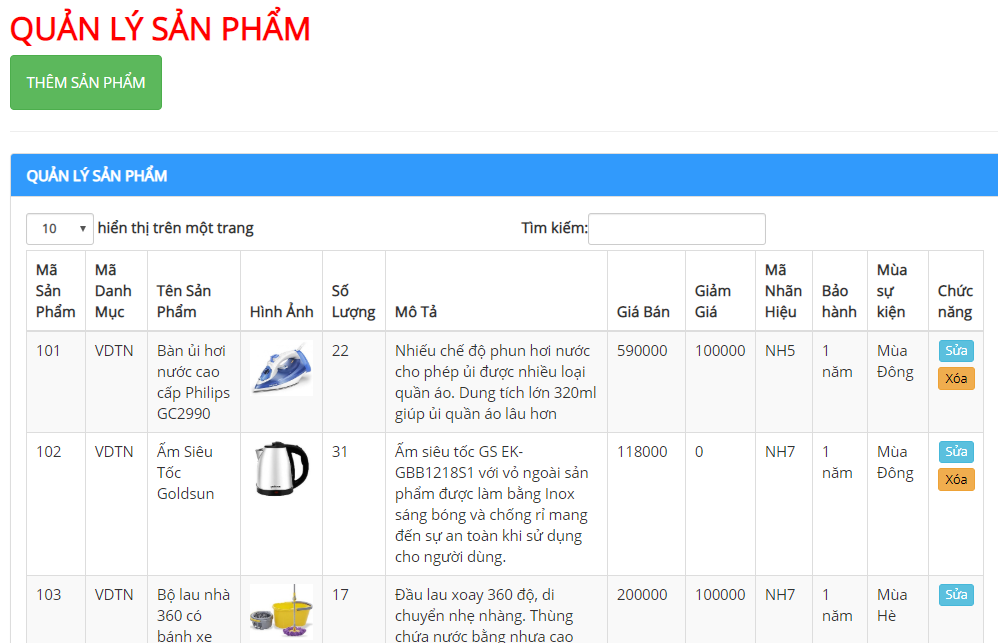 QUẢN LÝ SẢN PHẨM
THÊM SẢN PHẨM
QUẢN LÝ SẢN PHẨM
10 hiển thị trên một trang Tìm kiếm:
Mã Sản Phẩm
Mã Danh Mục
Tên Sản Phẩm
Hình Ảnh
Số Lượng
Mô Tả
Giá Bán
Giảm Giá
Mã Nhãn Hiệu
Bảo hành
Mùa sự kiện
Chức năng
101
VDTN
Bàn ủi hơi
nước cao
cấp Philips
GC2990
22
Nhiếu chế độ phun hơi nước
cho phép ủi được nhiều loại
quần áo. Dung tích lớn 320ml
giúp ủi quần áo lâu hơn
590000
100000
NH5
1
năm
Mùa
Đông
Sửa
Xóa
102
VDTN
Ấm Siêu
Tốc
Goldsun
31
Ấm siêu tốc GS EK-
GBB1218S1 với vỏ ngoài sản
phẩm được làm bằng Inox
sáng bóng và chống rỉ mang
đến sự an toàn khi sử dụng
cho người dùng.
118000
0
NH7
1
năm
Mùa
Đông
Sửa
Xóa
103
VDTN
Bộ lau nhà
360 có
bánh xe
17
Đầu lau xoay 360 độ, di
chuyển nhẹ nhàng. Thùng
chứa nước bằng nhựa cao
200000
100000
NH7
1
năm
Mùa
Hè
Sửa